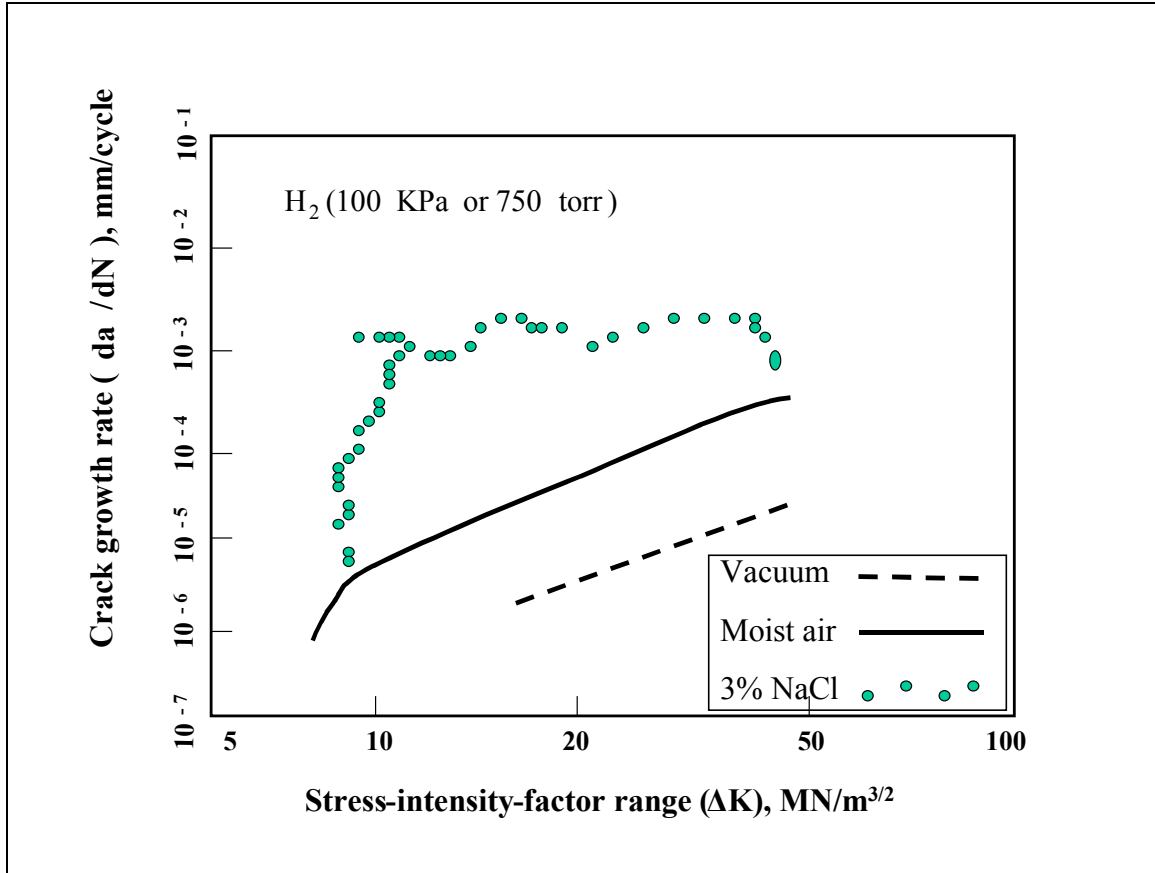 Crack growth rate ( da /dN ), mm/cycle
10 - 1
10 - 2
10 - 3
10 - 4
10 - 5
10 - 6
10 - 7
H2 (100 KPa or 750 torr )
Vacuum
Moist air
3% NaCl
5 10 20 50 100
Stress-intensity-factor range (ΔK), MN/m3/2